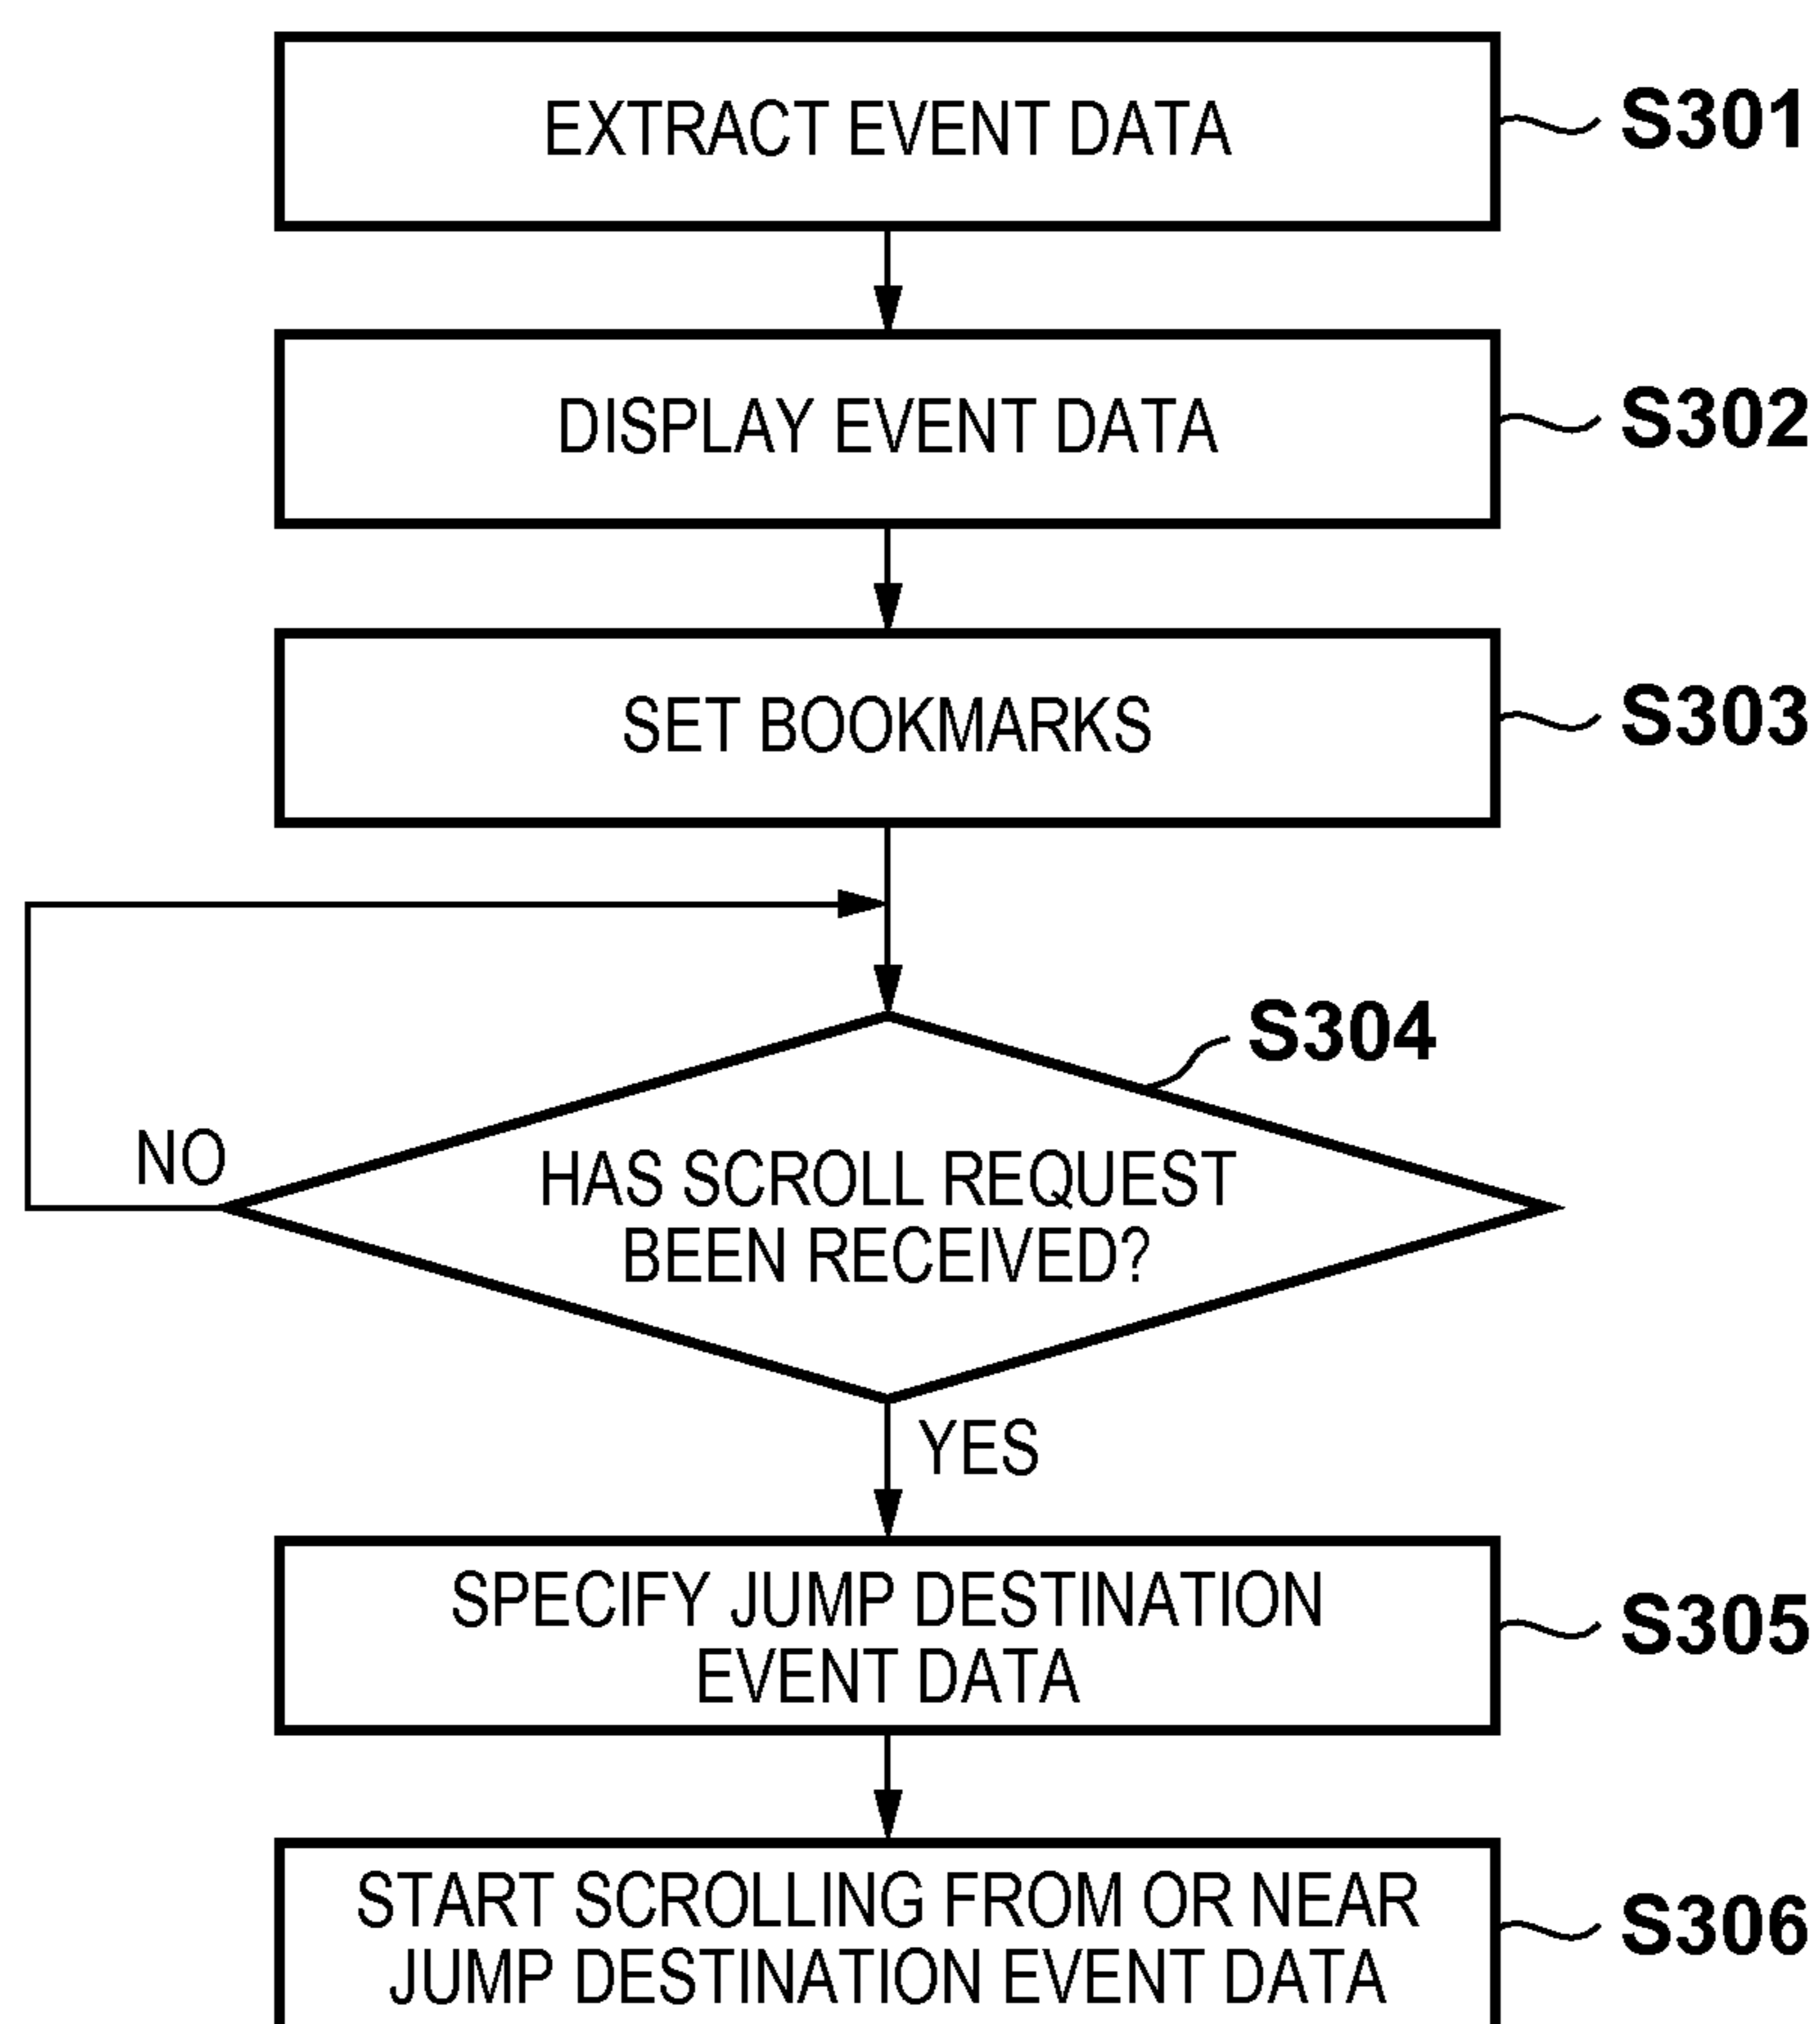 EXTRACT EVENT DATA
S301
DISPLAY EVENT DATA
S302
SET BOOKMARKS
S303
S304
NO
HAS SCROLL REQUEST
BEEN RECEIVED?
YES
SPECIFY JUMP DESTINATION
EVENT DATA
S305
START SCROLLING FROM OR NEAR
JUMP DESTINATION EVENT DATA
S306